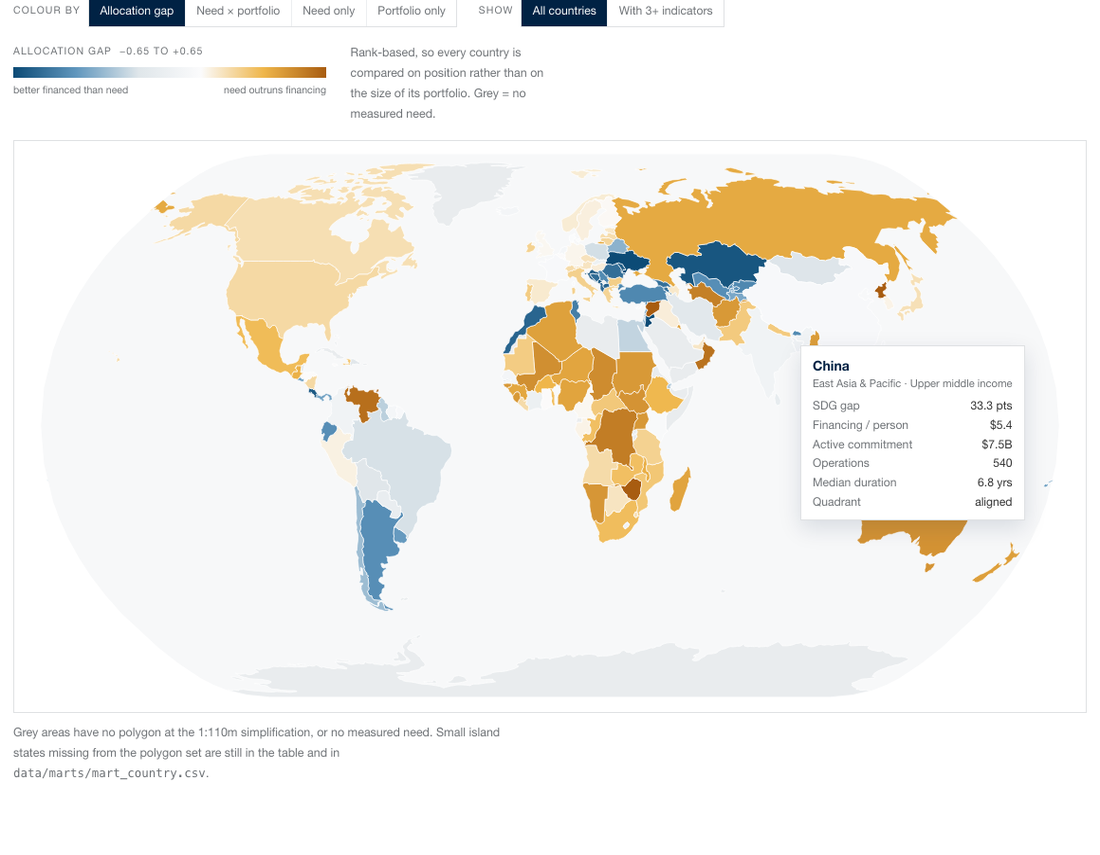 COLOUR BY Allocation gap Need × portfolio Need only Portfolio only SHOW All countries With 3+ indicators
ALLOCATION GAP −0.65 TO +0.65
better financed than need need outruns financing
Rank-based, so every country is
compared on position rather than on
the size of its portfolio. Grey = no
measured need.
China
East Asia & Pacific · Upper middle income
SDG gap 33.3 pts
Financing / person $5.4
Active commitment $7.5B
Operations 540
Median duration 6.8 yrs
Quadrant aligned
Grey areas have no polygon at the 1:110m simplification, or no measured need. Small island
states missing from the polygon set are still in the table and in
data/marts/mart_country.csv.